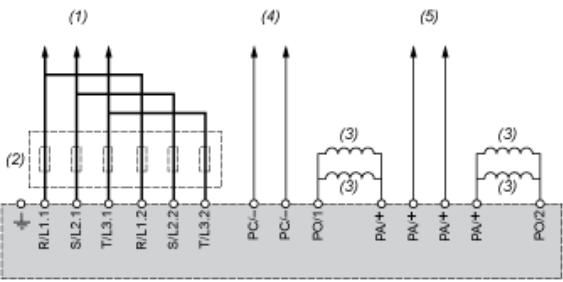 (1) (4) (5)
(3) (3)
(2)
(3) (3)
R/L1.1 S/L2.1 T/L3.1 R/L1.2 S/L2.2 T/L3.2 PC/– PC/– PO/1 PA/+ PA/+ PA/+ PA/+ PO/2